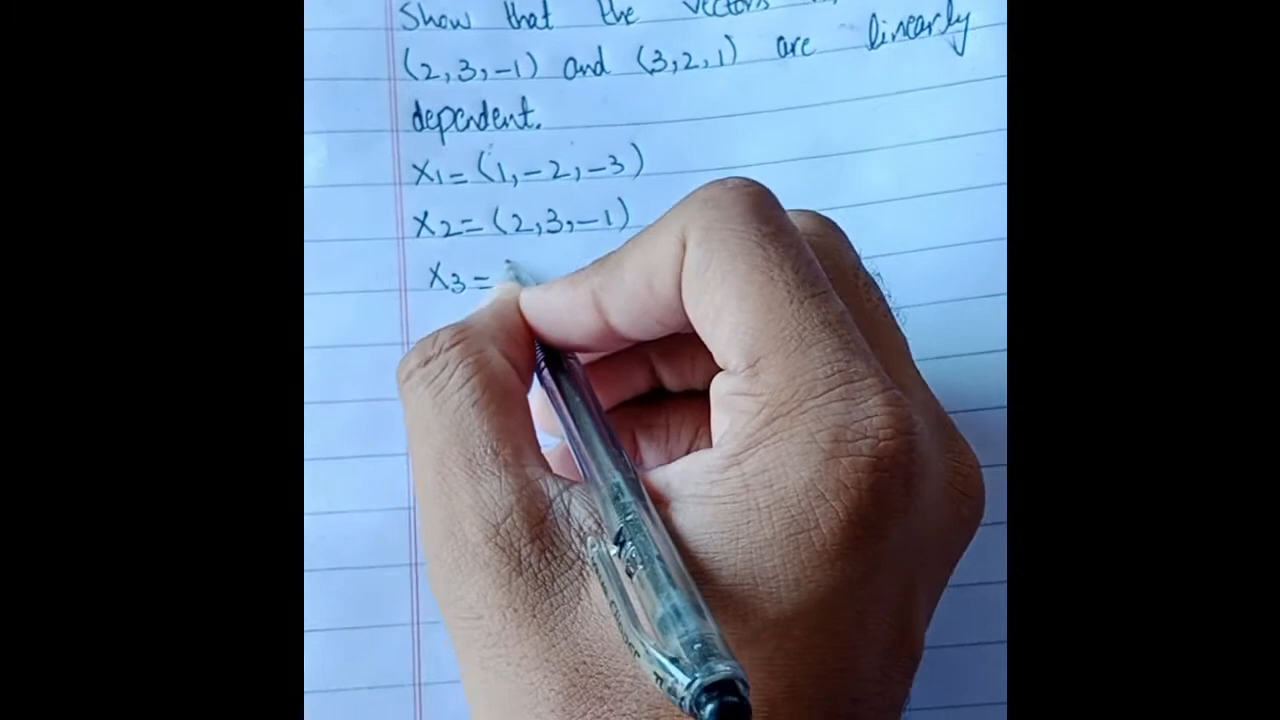 Show that the vectors
(2,3,-1) and (3,2,1) are linearly
dependent.
X1=(1,-2,-3)
X2=(2,3,-1)
X3=